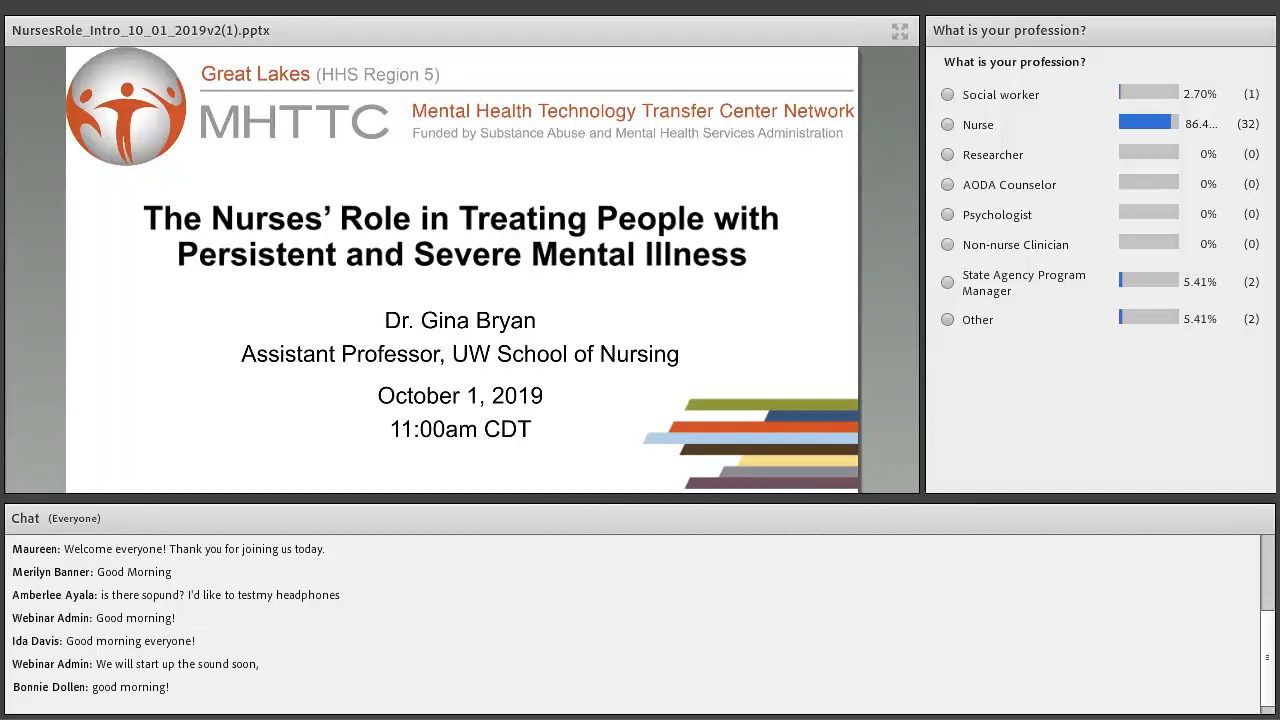 NursesRole_Intro_10_01_2019v2(1).pptx
Great Lakes (HHS Region 5)
MHTTC
Mental Health Technology Transfer Center Network
Funded by Substance Abuse and Mental Health Services Administration
The Nurses’ Role in Treating People with
Persistent and Severe Mental Illness
Dr. Gina Bryan
Assistant Professor, UW School of Nursing
October 1, 2019
11:00am CDT
What is your profession?
What is your profession?
Social worker 2.70% (1)
Nurse 86.4... (32)
Researcher 0% (0)
AODA Counselor 0% (0)
Psychologist 0% (0)
Non-nurse Clinician 0% (0)
State Agency Program
Manager 5.41% (2)
Other 5.41% (2)
Chat (Everyone)
Maureen: Welcome everyone! Thank you for joining us today.
Merilyn Banner: Good Morning
Amberlee Ayala: is there sopund? I'd like to testmy headphones
Webinar Admin: Good morning!
Ida Davis: Good morning everyone!
Webinar Admin: We will start up the sound soon,
Bonnie Dollen: good morning!